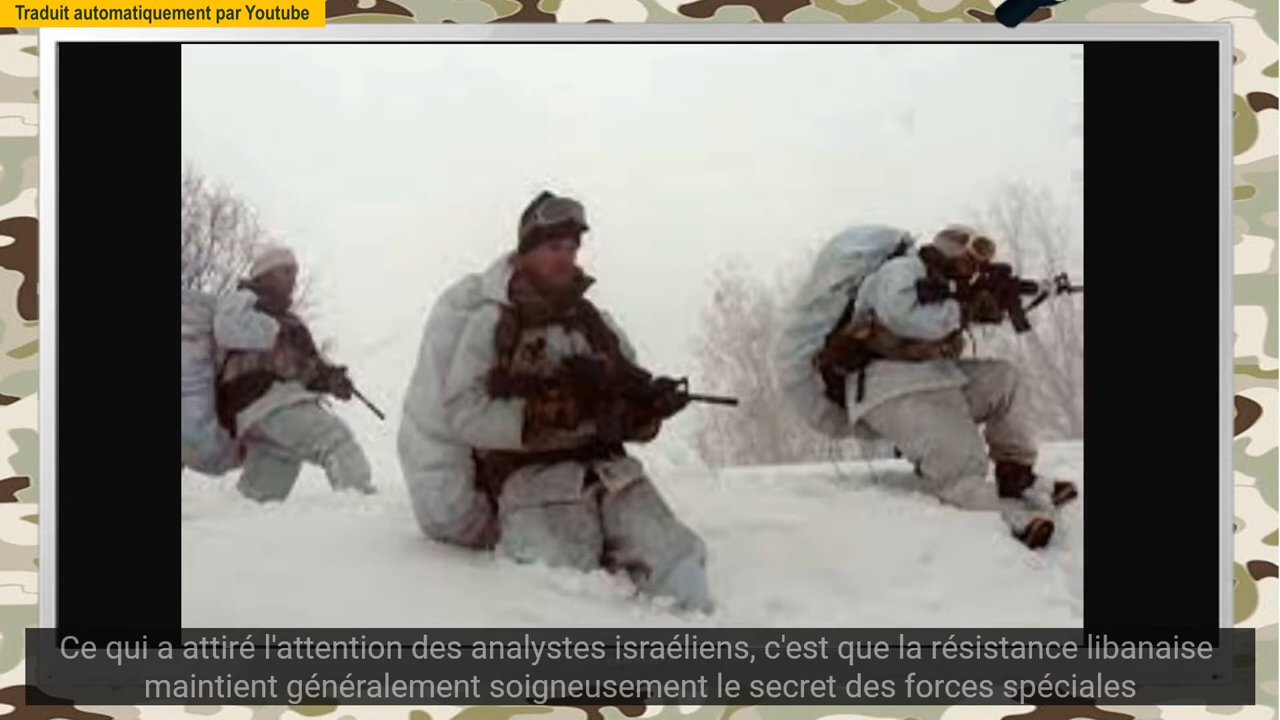 Traduit automatiquement par Youtube
Ce qui a attiré l'attention des analystes israéliens, c'est que la résistance libanaise
maintient généralement soigneusement le secret des forces spéciales